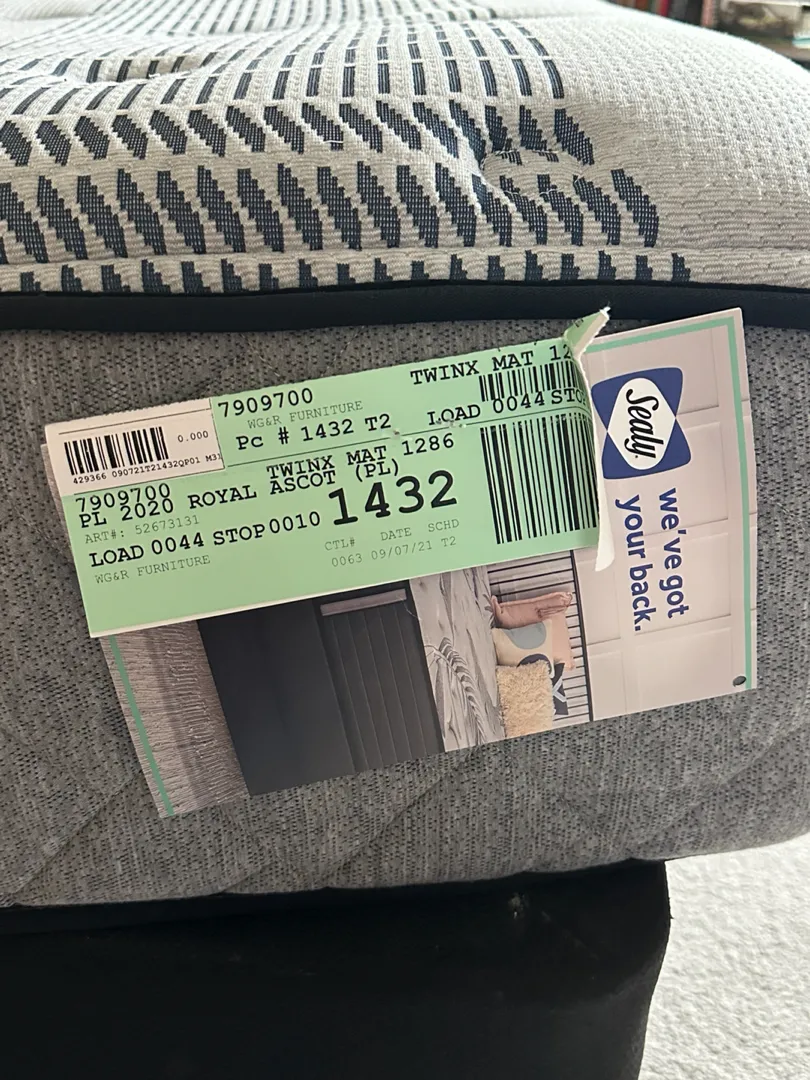 TWINX MAT 12
7909700
WG&R FURNITURE
Pc # 1432 T2
LOAD 0044 STO
0.000
429366 090721T21432QP01 M31
7909700
TWINX MAT 1286
PL 2020 ROYAL ASCOT (PL)
ART#: 52673131
1432
LOAD 0044 STOP 0010
CTL# DATE SCHD
0063 09/07/21 T2
WG&R FURNITURE
Sealy
we've got
your back.